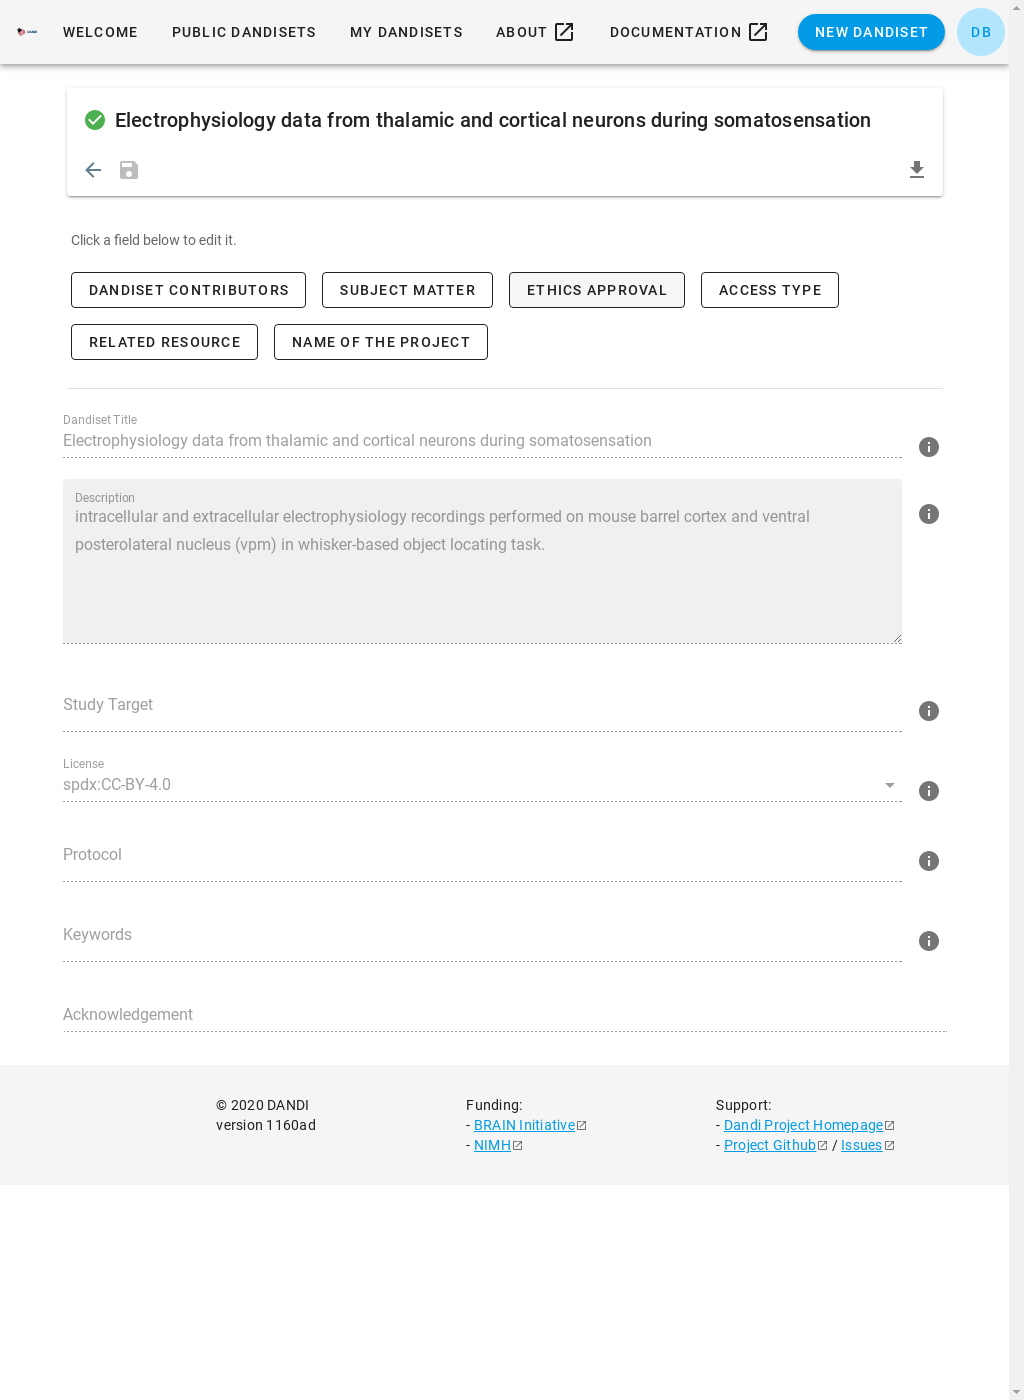 WELCOME PUBLIC DANDISETS MY DANDISETS ABOUT DOCUMENTATION NEW DANDISET DB
Electrophysiology data from thalamic and cortical neurons during somatosensation
Click a field below to edit it.
DANDISET CONTRIBUTORS SUBJECT MATTER ETHICS APPROVAL ACCESS TYPE
RELATED RESOURCE NAME OF THE PROJECT
Dandiset Title
Electrophysiology data from thalamic and cortical neurons during somatosensation
Description
intracellular and extracellular electrophysiology recordings performed on mouse barrel cortex and ventral
posterolateral nucleus (vpm) in whisker-based object locating task.
Study Target
License
spdx:CC-BY-4.0
Protocol
Keywords
Acknowledgement
© 2020 DANDI
version 1160ad
Funding:
- BRAIN Initiative
- NIMH
Support:
- Dandi Project Homepage
- Project Github / Issues